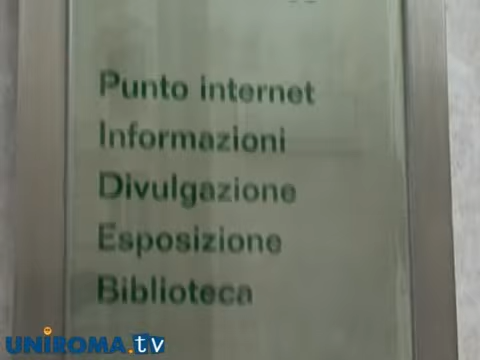 Punto internet
Informazioni
Divulgazione
Esposizione
Biblioteca
UNIROMA.tv